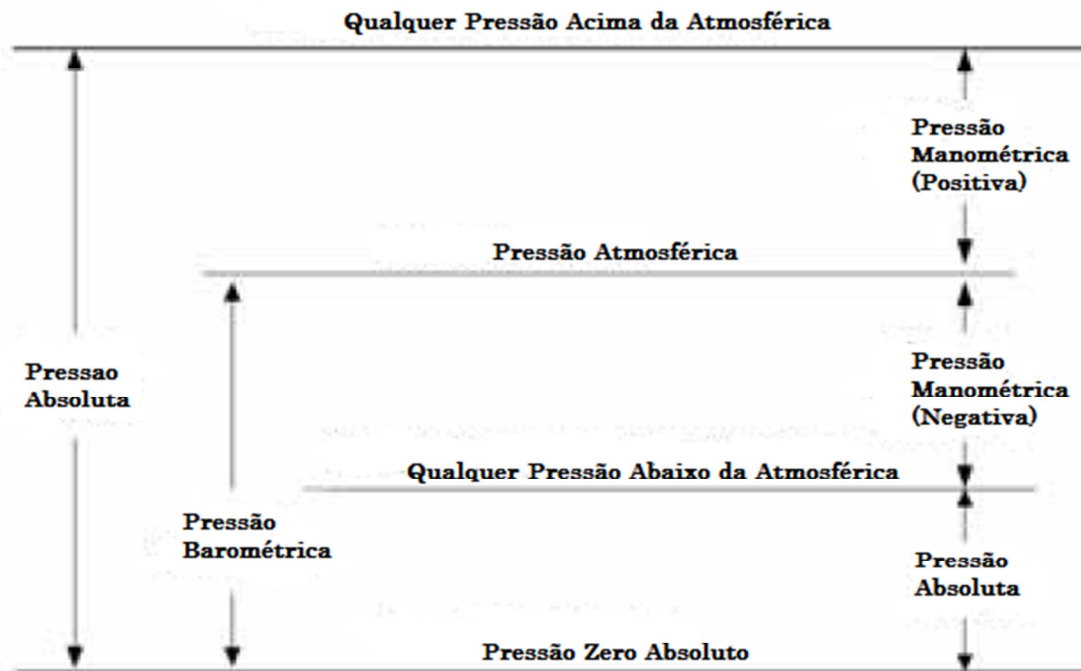 Qualquer Pressão Acima da Atmosférica
Pressão
Manométrica
(Positiva)
Pressão Atmosférica
Pressao
Absoluta
Pressão
Manométrica
(Negativa)
Qualquer Pressão Abaixo da Atmosférica
Pressão
Barométrica
Pressão
Absoluta
Pressão Zero Absoluto